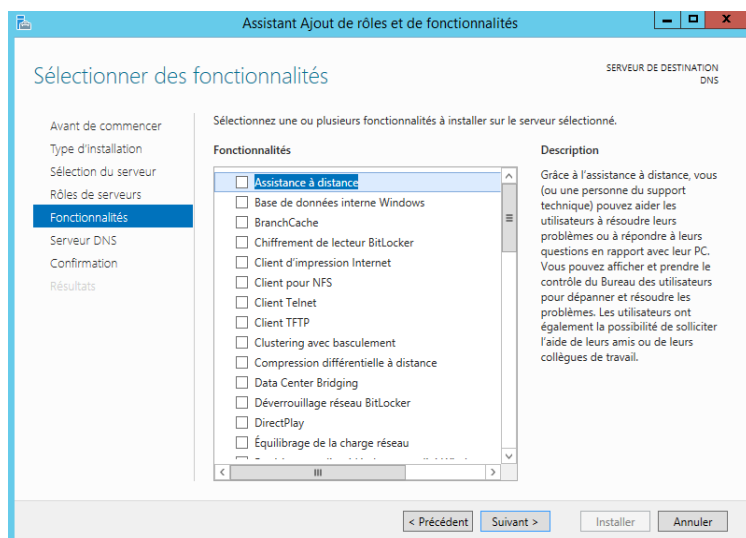 Assistant Ajout de rôles et de fonctionnalités
Sélectionner des fonctionnalités
SERVEUR DE DESTINATION
DNS
Avant de commencer
Type d'installation
Sélection du serveur
Rôles de serveurs
Fonctionnalités
Serveur DNS
Confirmation
Résultats
Sélectionnez une ou plusieurs fonctionnalités à installer sur le serveur sélectionné.
Fonctionnalités
Assistance à distance
Base de données interne Windows
BranchCache
Chiffrement de lecteur BitLocker
Client d'impression Internet
Client pour NFS
Client Telnet
Client TFTP
Clustering avec basculement
Compression différentielle à distance
Data Center Bridging
Déverrouillage réseau BitLocker
DirectPlay
Équilibrage de la charge réseau
Description
Grâce à l'assistance à distance, vous
(ou une personne du support
technique) pouvez aider les
utilisateurs à résoudre leurs
problèmes ou à répondre à leurs
questions en rapport avec leur PC.
Vous pouvez afficher et prendre le
contrôle du Bureau des utilisateurs
pour dépanner et résoudre les
problèmes. Les utilisateurs ont
également la possibilité de solliciter
l'aide de leurs amis ou de leurs
collègues de travail.
< Précédent
Suivant >
Installer
Annuler